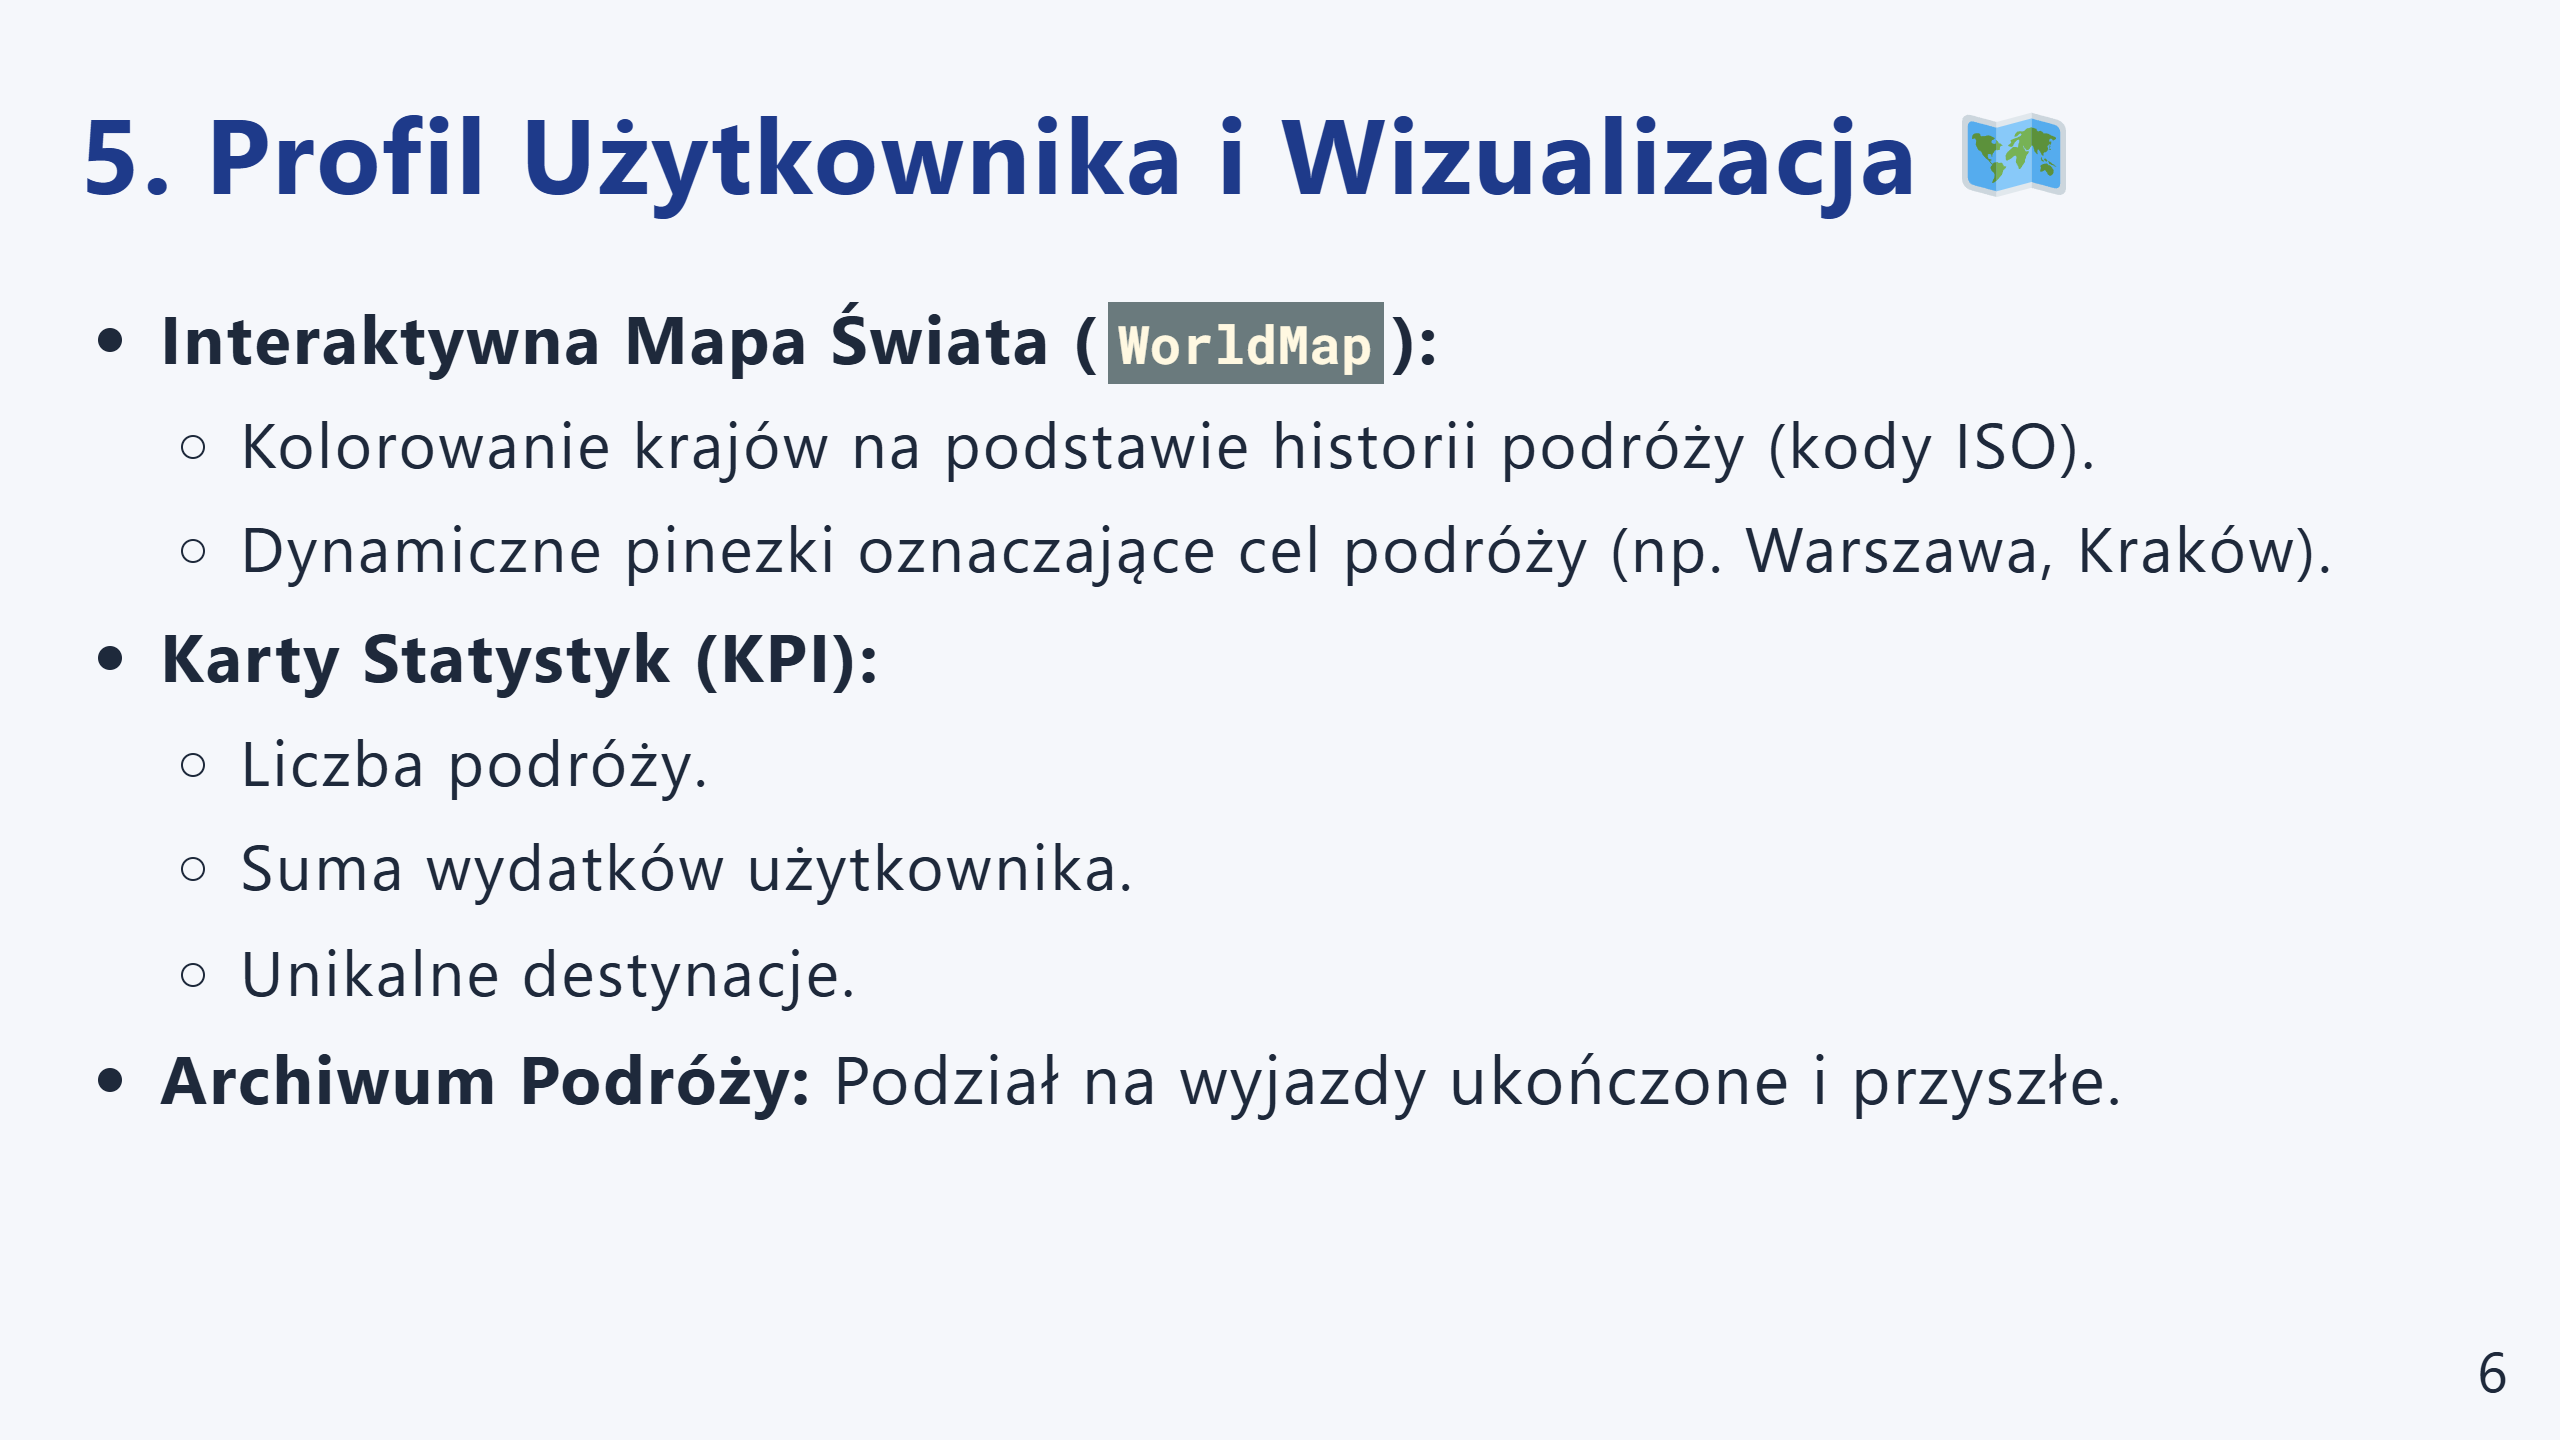 5. Profil Użytkownika i Wizualizacja
Interaktywna Mapa Świata (WorldMap):
Kolorowanie krajów na podstawie historii podróży (kody ISO).
Dynamiczne pinezki oznaczające cel podróży (np. Warszawa, Kraków).
Karty Statystyk (KPI):
Liczba podróży.
Suma wydatków użytkownika.
Unikalne destynacje.
Archiwum Podróży: Podział na wyjazdy ukończone i przyszłe.
6